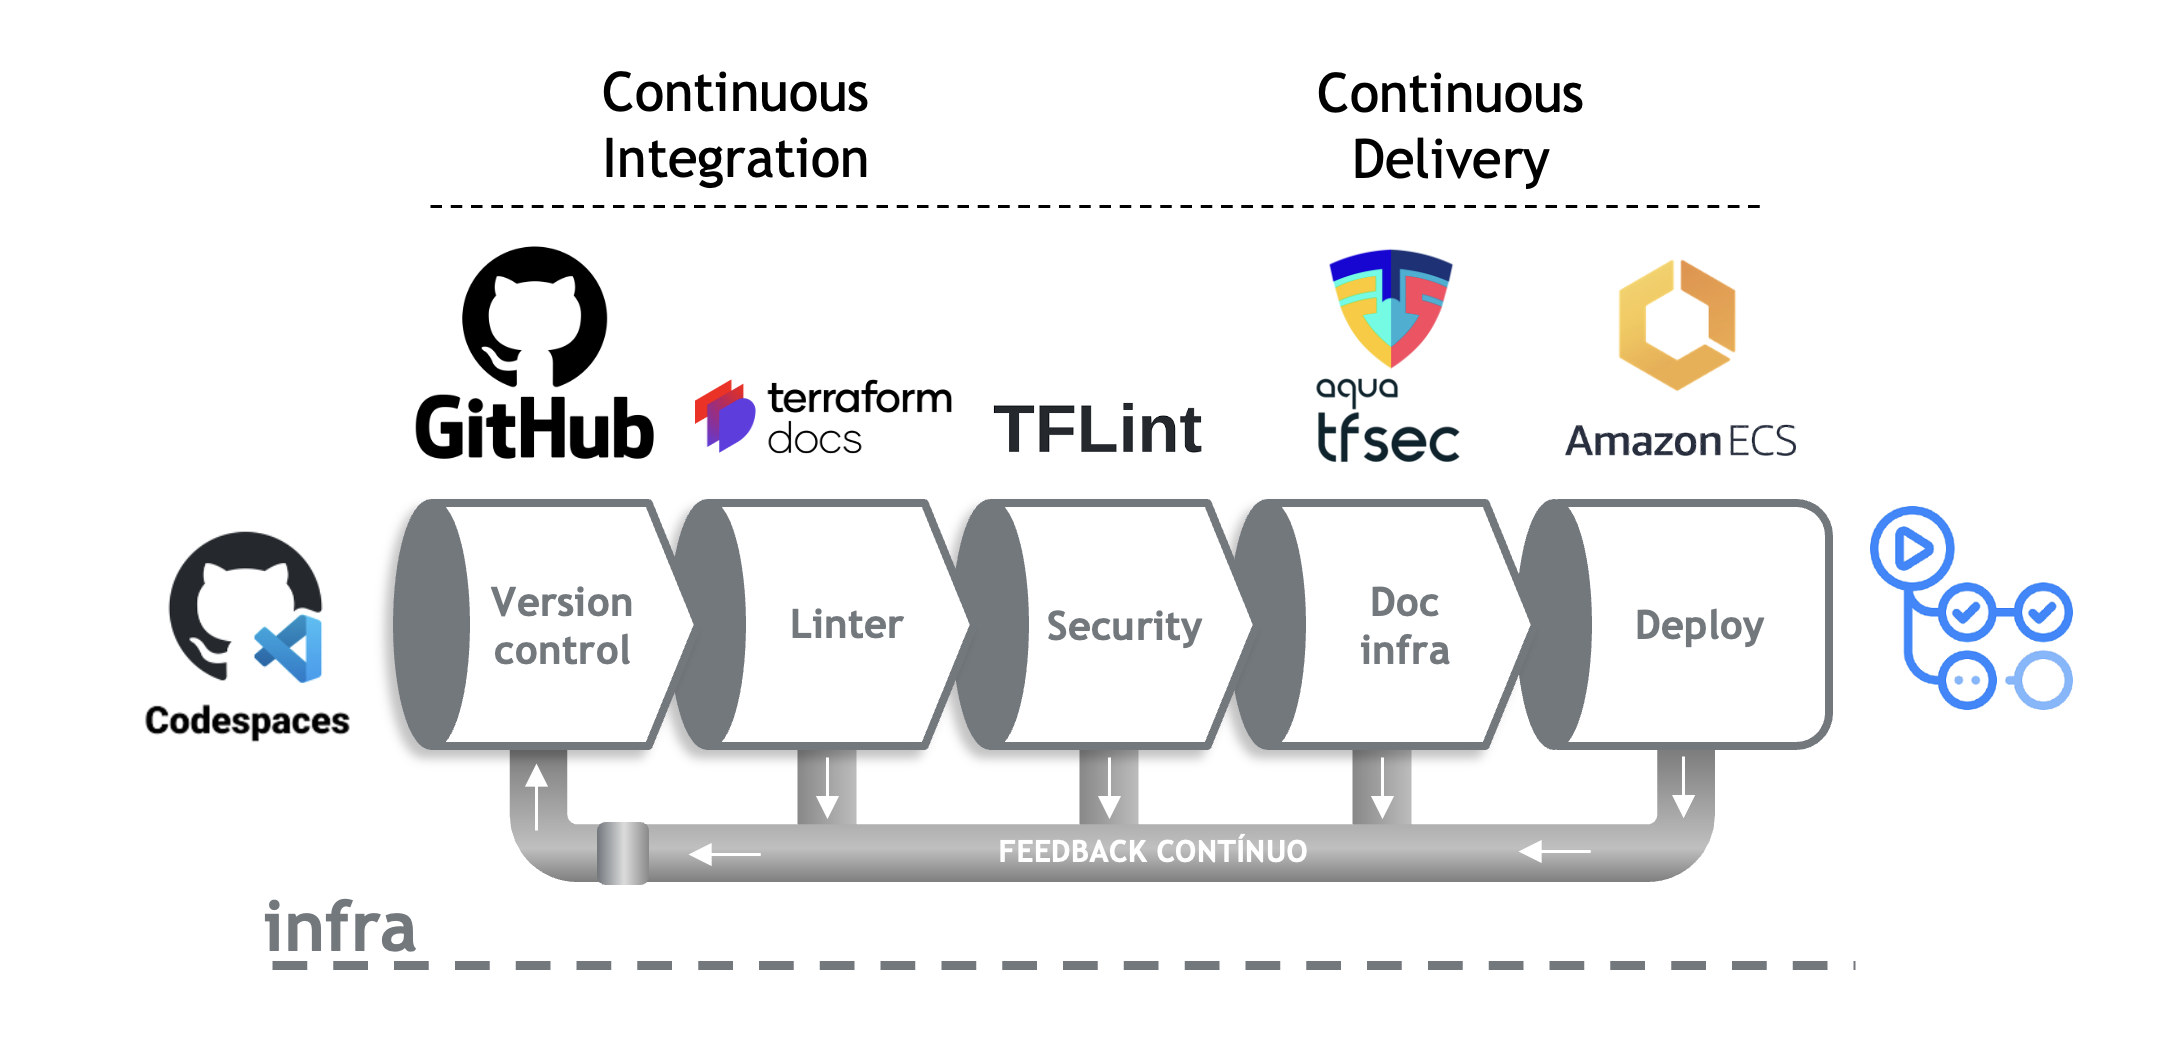 Continuous
Integration
Continuous
Delivery
GitHub
terraform
docs
TFLint
aqua
tfsec
Amazon ECS
Codespaces
Version
control
Linter
Security
Doc
infra
Deploy
FEEDBACK CONTÍNUO
infra